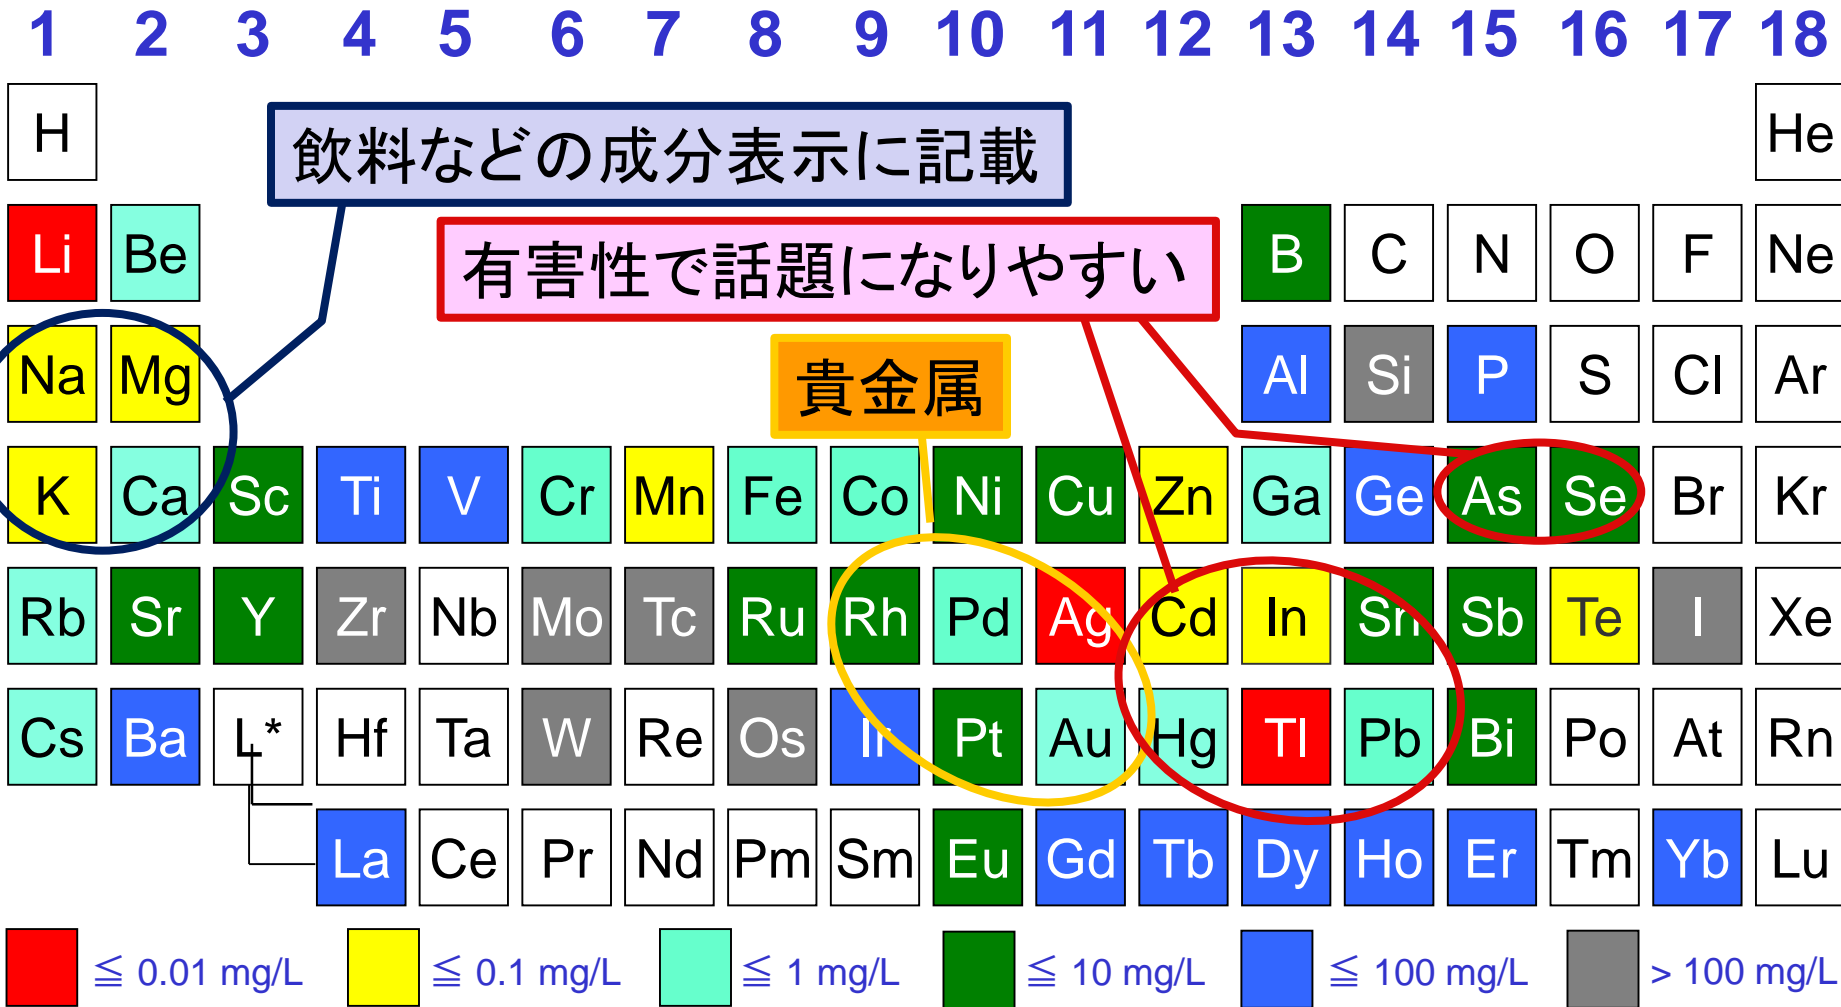 1 2 3 4 5 6 7 8 9 10 11 12 13 14 15 16 17 18
H He
飲料などの成分表示に記載
Li Be B C N O F Ne
有害性で話題になりやすい
Na Mg Al Si P S Cl Ar
貴金属
K Ca Sc Ti V Cr Mn Fe Co Ni Cu Zn Ga Ge As Se Br Kr
Rb Sr Y Zr Nb Mo Tc Ru Rh Pd Ag Cd In Sn Sb Te I Xe
Cs Ba L* Hf Ta W Re Os Ir Pt Au Hg Tl Pb Bi Po At Rn
La Ce Pr Nd Pm Sm Eu Gd Tb Dy Ho Er Tm Yb Lu
≦ 0.01 mg/L ≦ 0.1 mg/L ≦ 1 mg/L ≦ 10 mg/L ≦ 100 mg/L > 100 mg/L